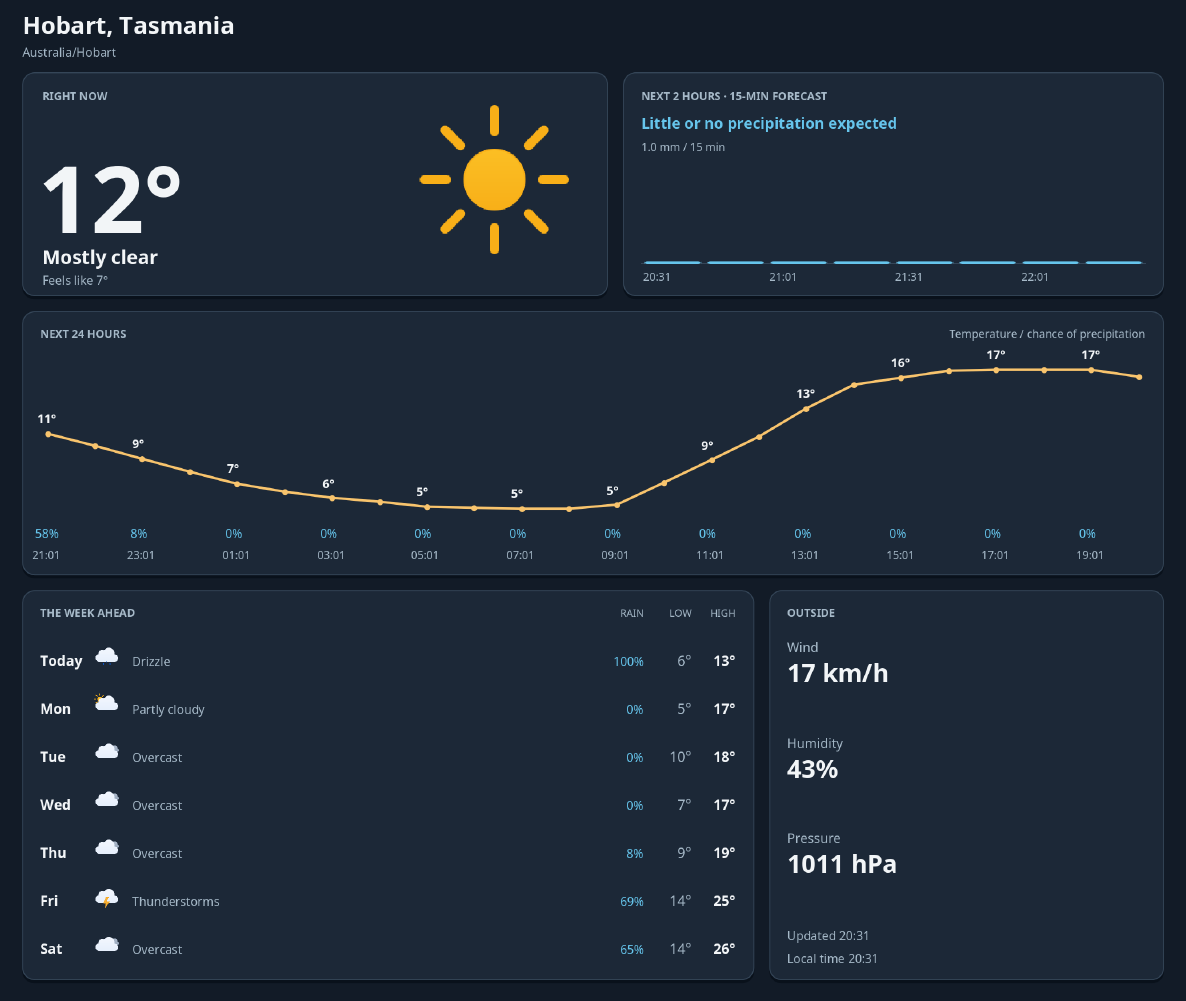 Hobart, Tasmania
Australia/Hobart
RIGHT NOW
12°
Mostly clear
Feels like 7°
NEXT 2 HOURS · 15-MIN FORECAST
Little or no precipitation expected
1.0 mm / 15 min
20:31 21:01 21:31 22:01
NEXT 24 HOURS Temperature / chance of precipitation
11° 9° 7° 6° 5° 5° 5° 9° 13° 16° 17° 17°
58% 8% 0% 0% 0% 0% 0% 0% 0% 0% 0% 0%
21:01 23:01 01:01 03:01 05:01 07:01 09:01 11:01 13:01 15:01 17:01 19:01
THE WEEK AHEAD RAIN LOW HIGH
Today Drizzle 100% 6° 13°
Mon Partly cloudy 0% 5° 17°
Tue Overcast 0% 10° 18°
Wed Overcast 0% 7° 17°
Thu Overcast 8% 9° 19°
Fri Thunderstorms 69% 14° 25°
Sat Overcast 65% 14° 26°
OUTSIDE
Wind
17 km/h
Humidity
43%
Pressure
1011 hPa
Updated 20:31
Local time 20:31